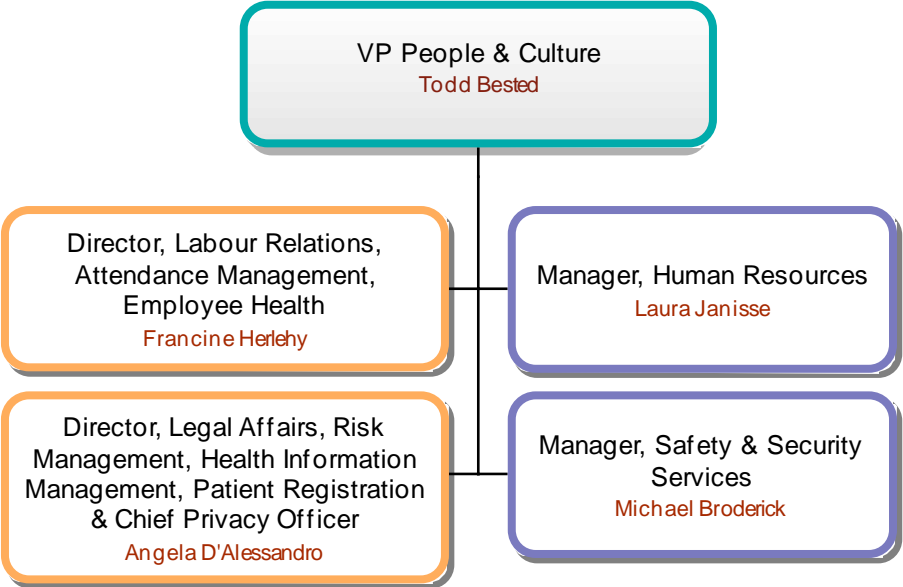 VP People & Culture
Todd Bested
Director, Labour Relations,
Attendance Management,
Employee Health
Francine Herlehy
Manager, Human Resources
Laura Janisse
Director, Legal Affairs, Risk
Management, Health Information
Management, Patient Registration
& Chief Privacy Officer
Angela D'Alessandro
Manager, Safety & Security
Services
Michael Broderick